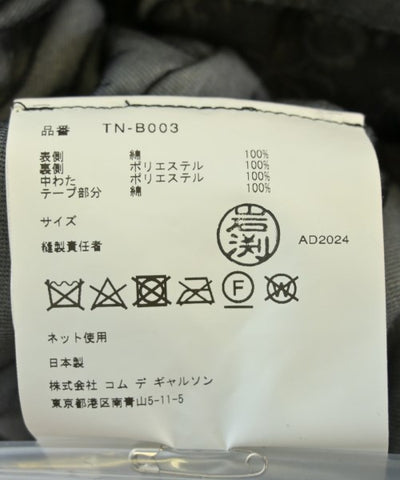 品番 TN-B003
表側 綿 100%
裏側 ポリエステル 100%
中わた ポリエステル 100%
テープ部分 綿 100%
サイズ
縫製責任者 岩渕 AD2024
F W
ネット使用
日本製
株式会社 コム デ ギャルソン
東京都港区南青山5-11-5